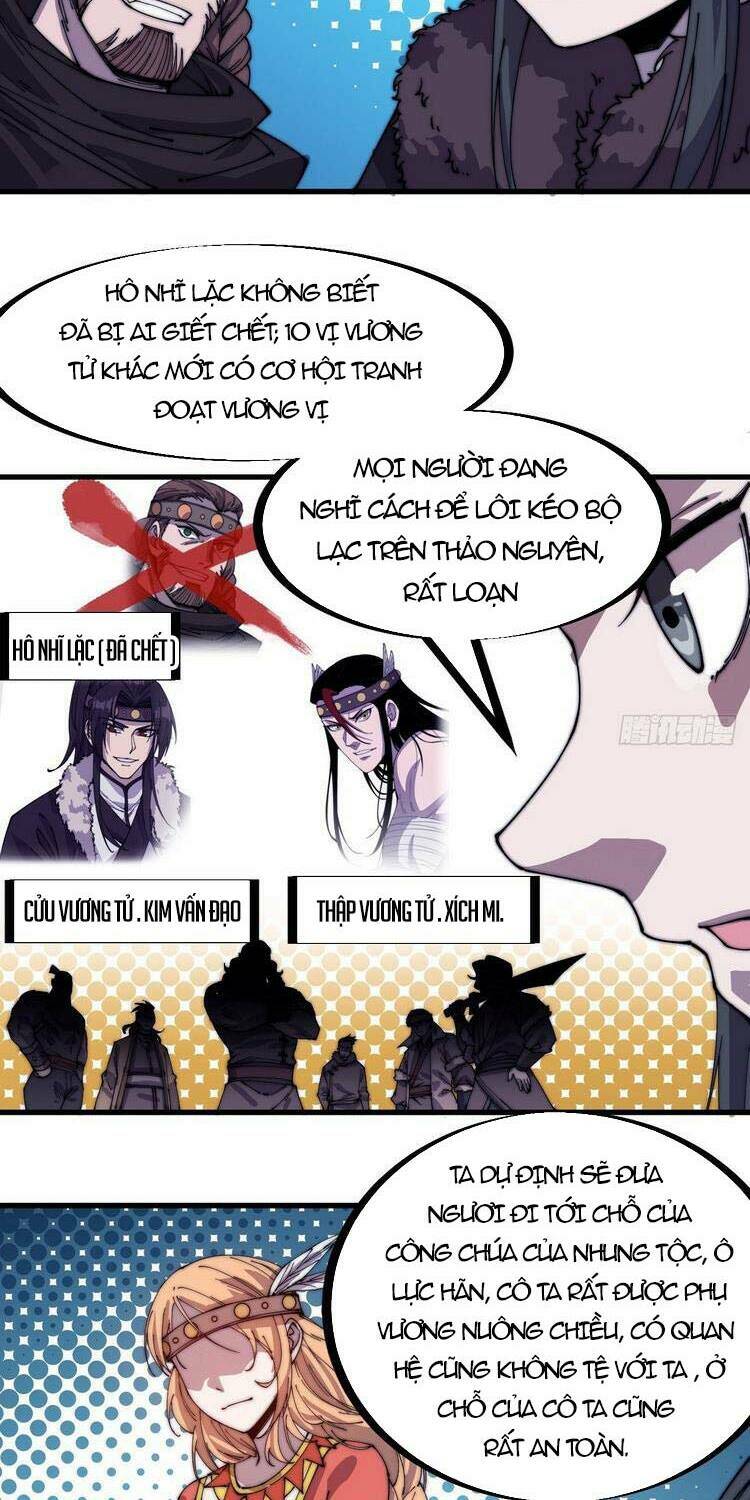 HÔ NHĨ LẶC KHÔNG BIẾT
ĐÃ BỊ AI GIẾT CHẾT; 10 VỊ VƯƠNG
TỬ KHÁC MỚI CÓ CƠ HỘI TRANH
ĐOẠT VƯƠNG VỊ
MỌI NGƯỜI ĐANG
NGHĨ CÁCH ĐỂ LÔI KÉO BỘ
LẠC TRÊN THẢO NGUYÊN,
RẤT LOẠN
HÔ NHĨ LẶC ( ĐÃ CHẾT )
腾讯动漫
CỬU VƯƠNG TỬ . KIM VẤN ĐẠO
THẬP VƯƠNG TỬ . XÍCH MI.
TA DỰ ĐỊNH SẼ ĐƯA
NGƯƠI ĐI TỚI CHỖ CỦA
CÔNG CHÚA CỦA NHUNG TỘC, Ô
LỰC HÃN, CÔ TA RẤT ĐƯỢC PHỤ
VƯƠNG NUÔNG CHIỀU, CÓ QUAN
HỆ CŨNG KHÔNG TỆ VỚI TA , Ở
CHỖ CỦA CÔ TA CŨNG
RẤT AN TOÀN.